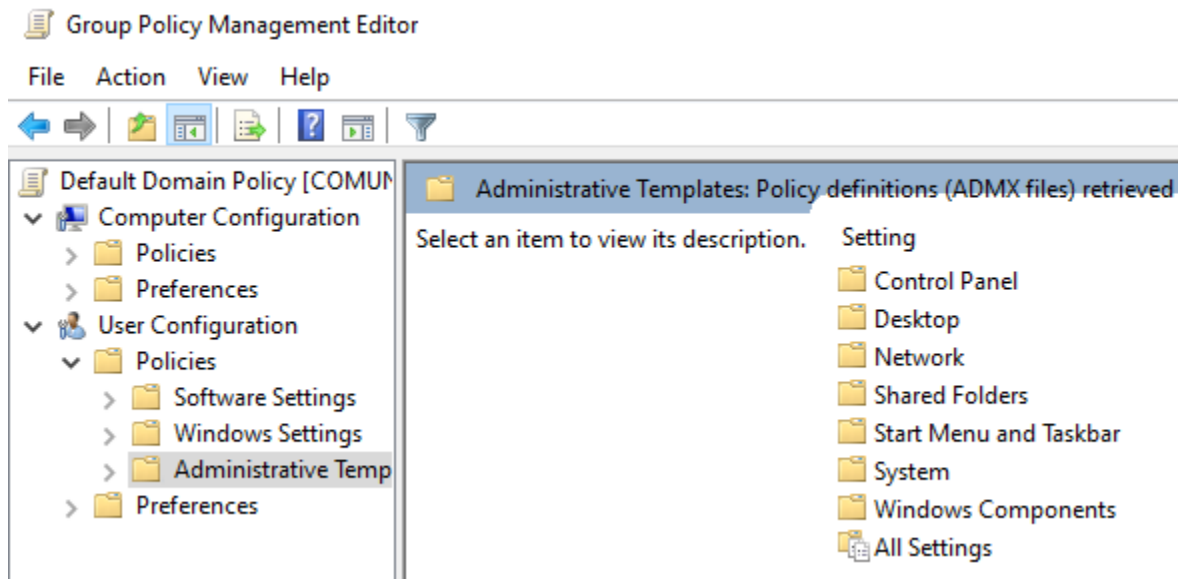 Group Policy Management Editor
File Action View Help
Default Domain Policy [COMUN
Computer Configuration
Policies
Preferences
User Configuration
Policies
Software Settings
Windows Settings
Administrative Temp
Preferences
Administrative Templates: Policy definitions (ADMX files) retrieved
Select an item to view its description.
Setting
Control Panel
Desktop
Network
Shared Folders
Start Menu and Taskbar
System
Windows Components
All Settings